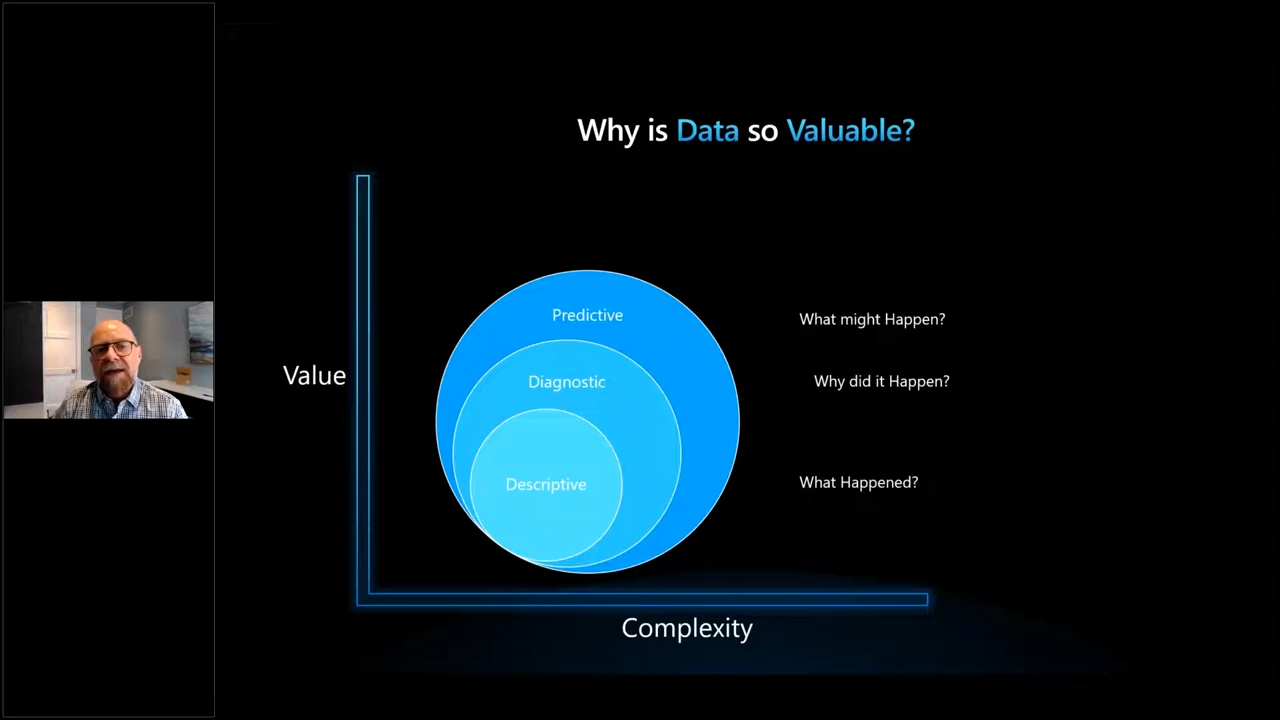 Why is Data so Valuable?
Predictive
What might Happen?
Diagnostic
Why did it Happen?
Value
Descriptive
What Happened?
Complexity